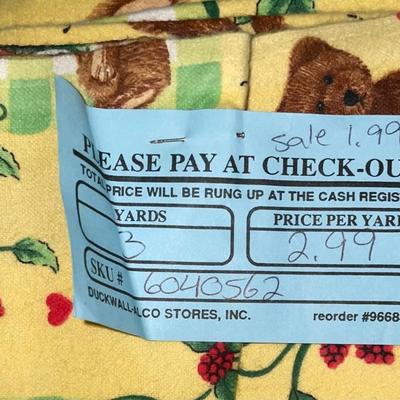 sale 1.99
PLEASE PAY AT CHECK-OU
TOTAL PRICE WILL BE RUNG UP AT THE CASH REGIS
YARDS PRICE PER YAR
3 2.99
SKU # 6040562
DUCKWALL-ALCO STORES, INC. reorder #9668